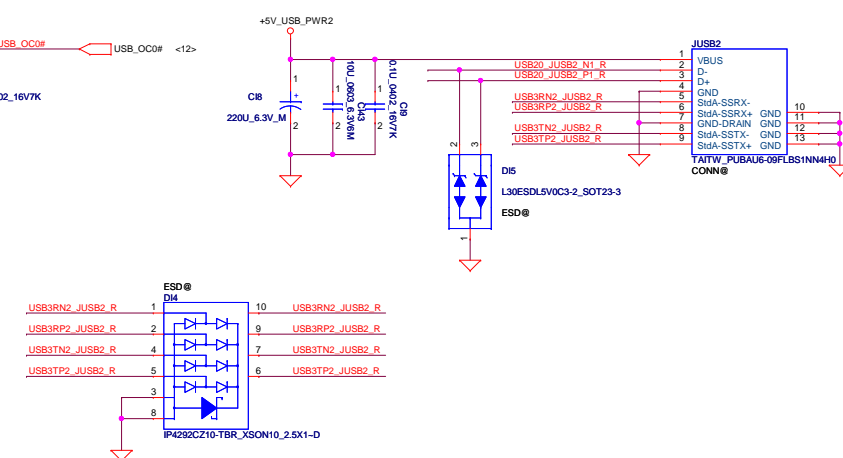 +5V_USB_PWR2
USB_OC0#
USB_OC0# <12>
02_16V7K
1
CI8
+
220U_6.3V_M
2
1
10U_0603_6.3V6M
CI43
2
1
0.1U_0402_16V7K
CI9
2
JUSB2
1 VBUS
USB20_JUSB2_N1_R 2 D-
USB20_JUSB2_P1_R 3 D+
4 GND
USB3RN2_JUSB2_R 5 StdA-SSRX-
USB3RP2_JUSB2_R 6 StdA-SSRX+ GND 10
7 GND-DRAIN GND 11
USB3TN2_JUSB2_R 8 StdA-SSTX- GND 12
USB3TP2_JUSB2_R 9 StdA-SSTX+ GND 13
TAITW_PUBAU6-09FLBS1NN4H0
CONN@
2
3
DI5
L30ESDL5V0C3-2_SOT23-3
ESD@
1
ESD@
DI4
USB3RN2_JUSB2_R 1 10 USB3RN2_JUSB2_R
USB3RP2_JUSB2_R 2 9 USB3RP2_JUSB2_R
USB3TN2_JUSB2_R 4 7 USB3TN2_JUSB2_R
USB3TP2_JUSB2_R 5 6 USB3TP2_JUSB2_R
3
8
IP4292CZ10-TBR_XSON10_2.5X1~D